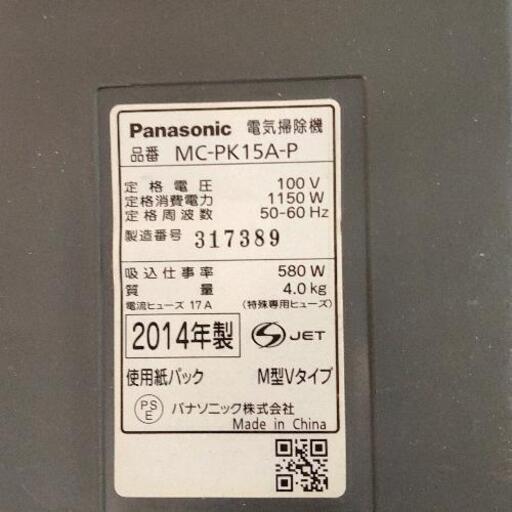 Panasonic 電気掃除機
品番 MC-PK15A-P
定格電圧 100 V
定格消費電力 1150 W
定格周波数 50-60 Hz
製造番号 317389
吸込仕事率 580 W
質量 4.0 kg
電流ヒューズ 17 A (特殊専用ヒューズ)
2014年製 S JET
使用紙パック M型Vタイプ
PS E パナソニック株式会社
Made in China